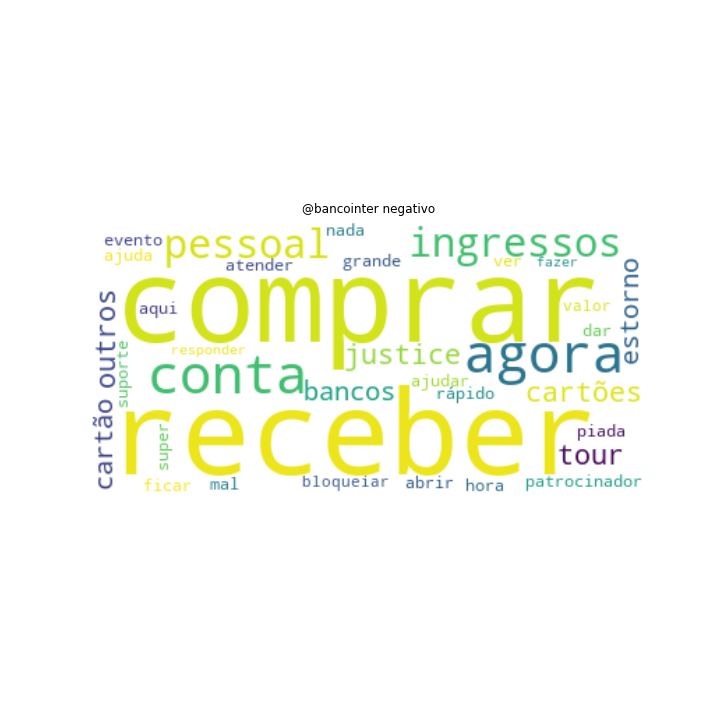 @bancointer negativo
nada
evento
pessoal
ingressos
ajuda
atender
grande
ver
fazer
comprar
estorno
aqui
valor
cartão outros
dar
suporte
responder
justice
agora
conta
bancos
ajudar
rápido
cartões
receber
super
piada
tour
ficar
mal
bloqueiar
abrir
hora
patrocinador